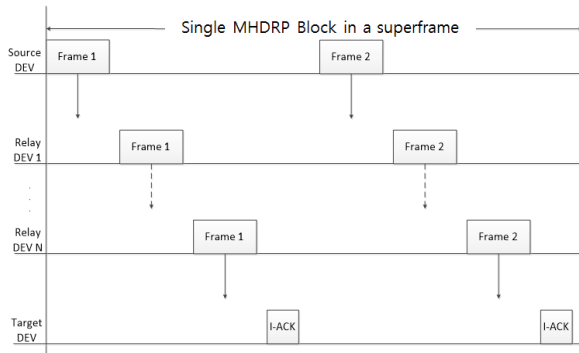 Single MHDRP Block in a superframe
Source
DEV
Frame 1
Frame 2
Relay
DEV 1
Frame 1
Frame 2
.
.
.
Relay
DEV N
Frame 1
Frame 2
Target
DEV
I-ACK
I-ACK